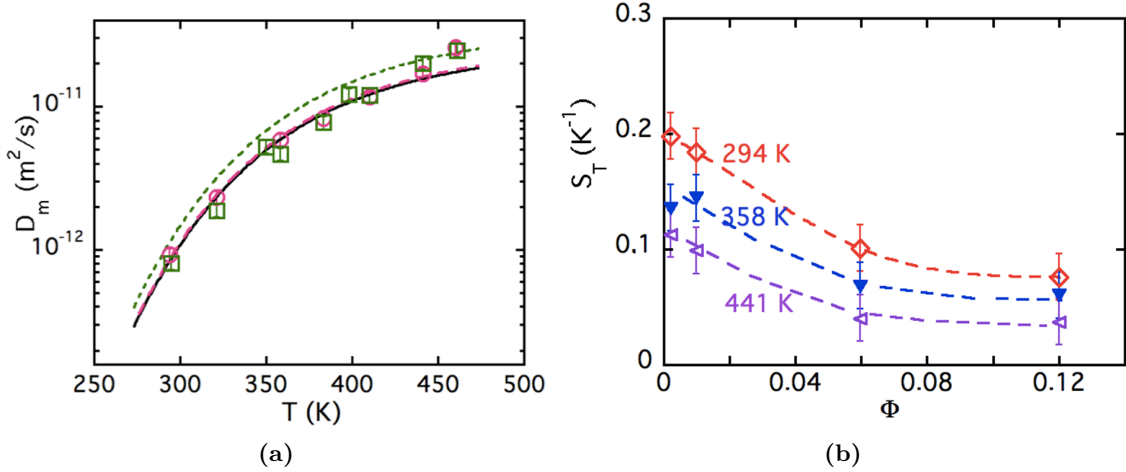 D_m (m²/s)
10⁻¹¹
10⁻¹²
250 300 350 400 450 500
T (K)
(a)
S_T (K⁻¹)
0.3
0.2
0.1
0
294 K
358 K
441 K
0 0.04 0.08 0.12
Φ
(b)